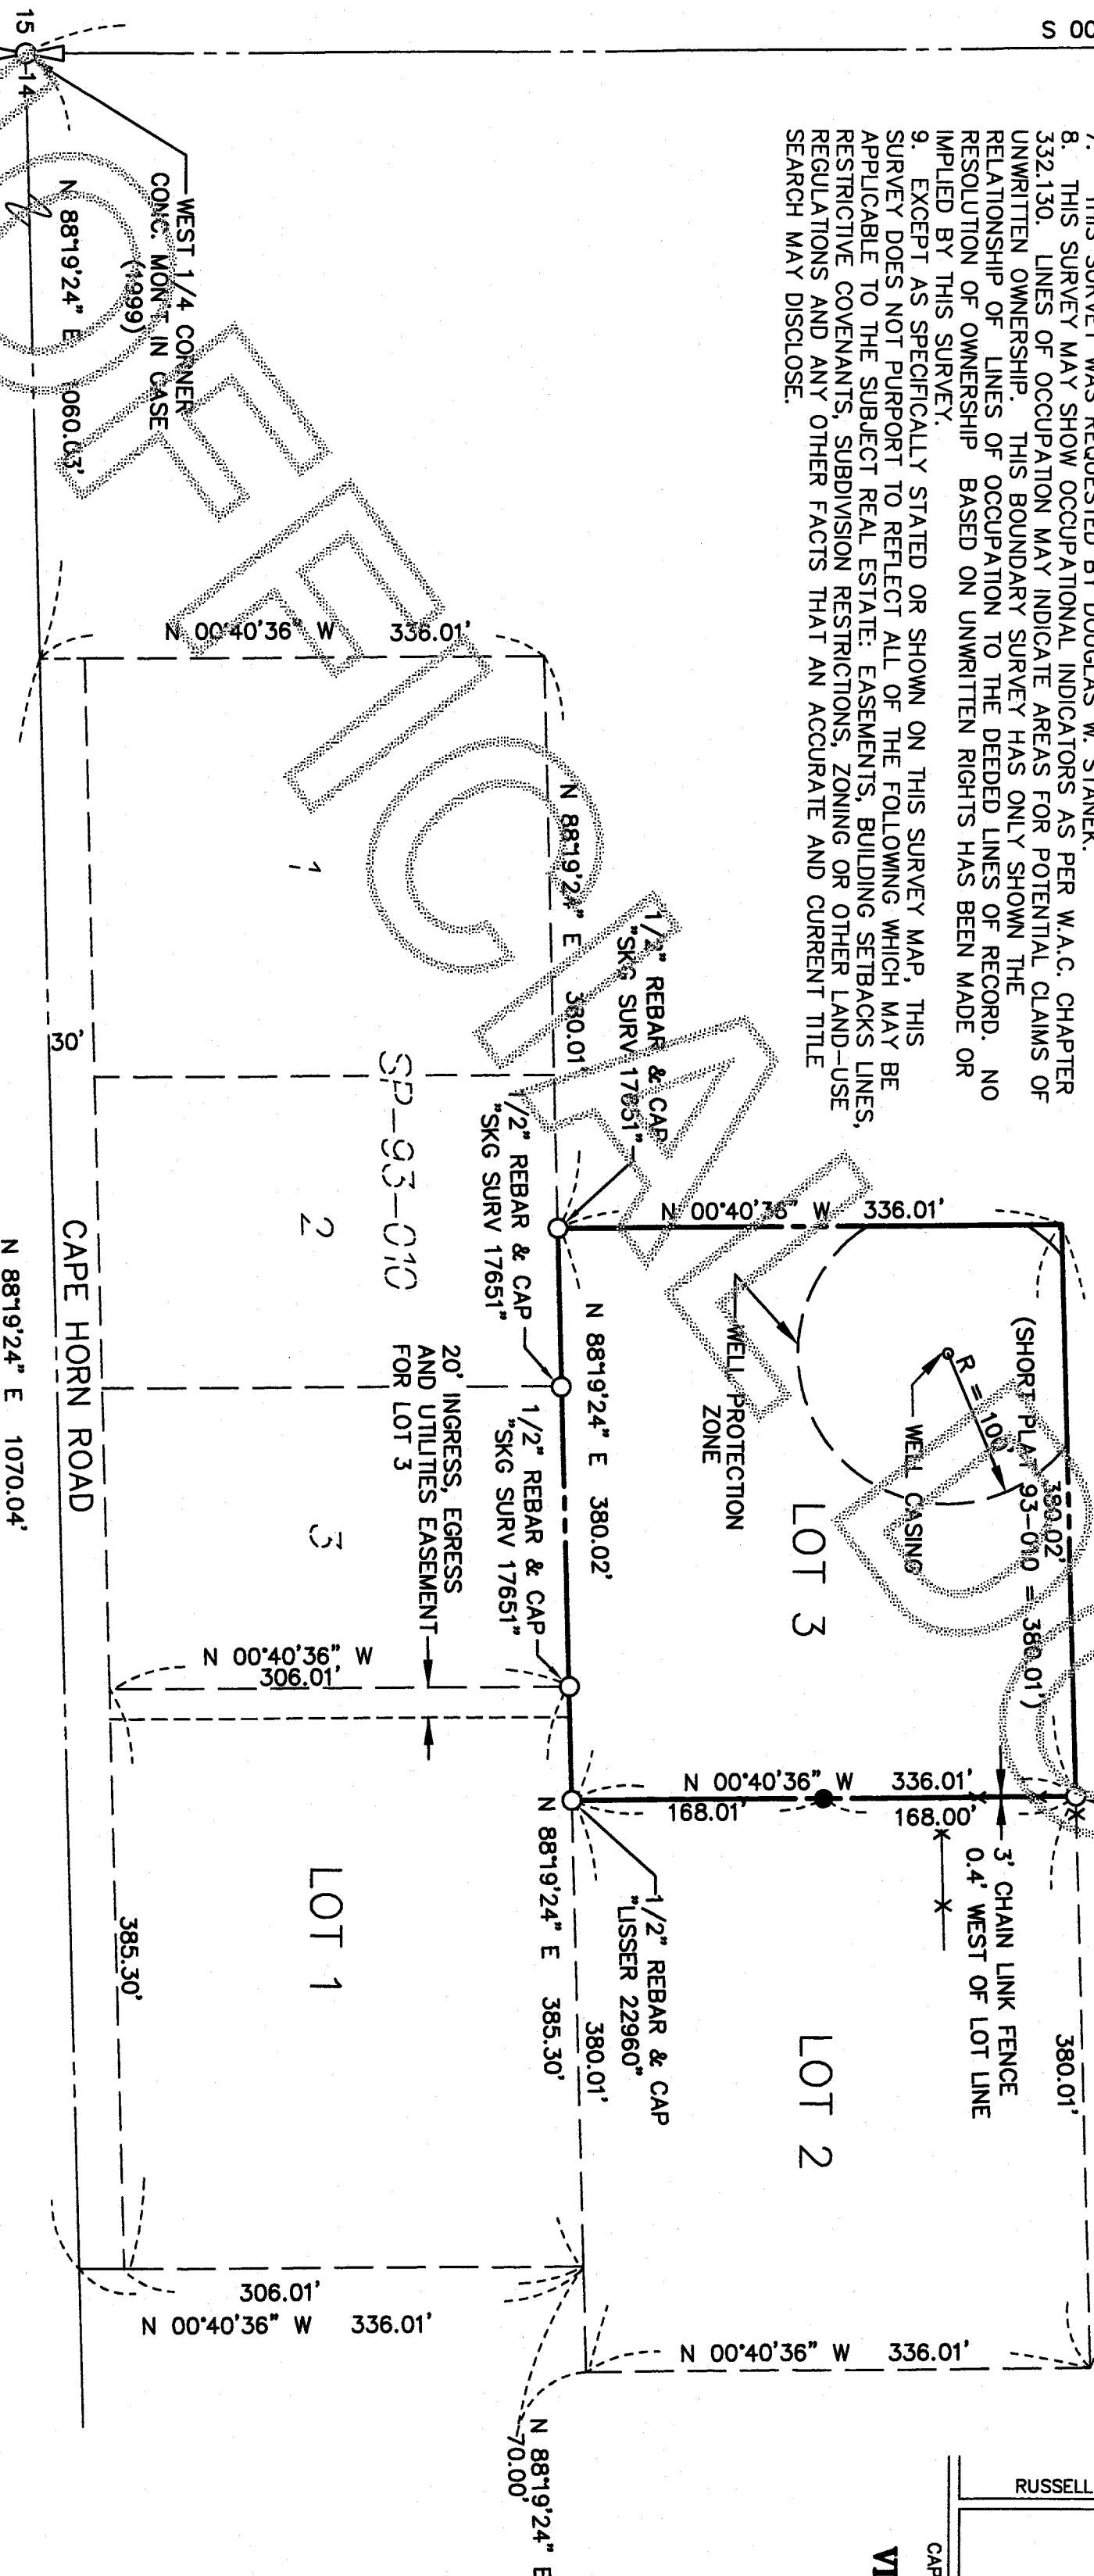 S 00
7. THIS SURVEY WAS REQUESTED BY DOUGLAS W. STANEK.
8. THIS SURVEY MAY SHOW OCCUPATIONAL INDICATORS AS PER W.A.C. CHAPTER
332.130. LINES OF OCCUPATION MAY INDICATE AREAS FOR POTENTIAL CLAIMS OF
UNWRITTEN OWNERSHIP. THIS BOUNDARY SURVEY HAS ONLY SHOWN THE
RELATIONSHIP OF LINES OF OCCUPATION TO THE DEEDED LINES OF RECORD. NO
RESOLUTION OF OWNERSHIP BASED ON UNWRITTEN RIGHTS HAS BEEN MADE OR
IMPLIED BY THIS SURVEY.
9. EXCEPT AS SPECIFICALLY STATED OR SHOWN ON THIS SURVEY MAP, THIS
SURVEY DOES NOT PURPORT TO REFLECT ALL OF THE FOLLOWING WHICH MAY BE
APPLICABLE TO THE SUBJECT REAL ESTATE: EASEMENTS, BUILDING SETBACKS LINES,
RESTRICTIVE COVENANTS, SUBDIVISION RESTRICTIONS, ZONING OR OTHER LAND-USE
REGULATIONS AND ANY OTHER FACTS THAT AN ACCURATE AND CURRENT TITLE
SEARCH MAY DISCLOSE.
15
14
WEST 1/4 CORNER
CONC. MON'T IN CASE
(1999)
N 88°19'24" E 1060.03'
N 00°40'36" W 336.01'
N 88°19'24" E 380.01'
1/2" REBAR & CAP
"SKG SURV 17651"
1/2" REBAR & CAP
"SKG SURV 17651"
1/2" REBAR & CAP
"SKG SURV 17651"
N 00°40'36" W 336.01'
380.02'
(SHORT PLAT 93-010 = 380.01')
R = 100'
WELL CASING
WELL PROTECTION
ZONE
LOT 3
N 88°19'24" E 380.02'
N 00°40'36" W 336.01'
168.01' 168.00'
3' CHAIN LINK FENCE
0.4' WEST OF LOT LINE
380.01'
LOT 2
1/2" REBAR & CAP
"LISSER 22960"
380.01'
N 88°19'24" E 385.30'
1
2
3
SP-93-010
20' INGRESS, EGRESS
AND UTILITIES EASEMENT
FOR LOT 3
N 00°40'36" W
306.01'
LOT 1
385.30'
30'
CAPE HORN ROAD
N 88°19'24" E 1070.04'
306.01'
N 00°40'36" W 336.01'
N 00°40'36" W 336.01'
N 88°19'24" E
70.00'
RUSSELL
CAP
VI
UNOFFICIAL DOC